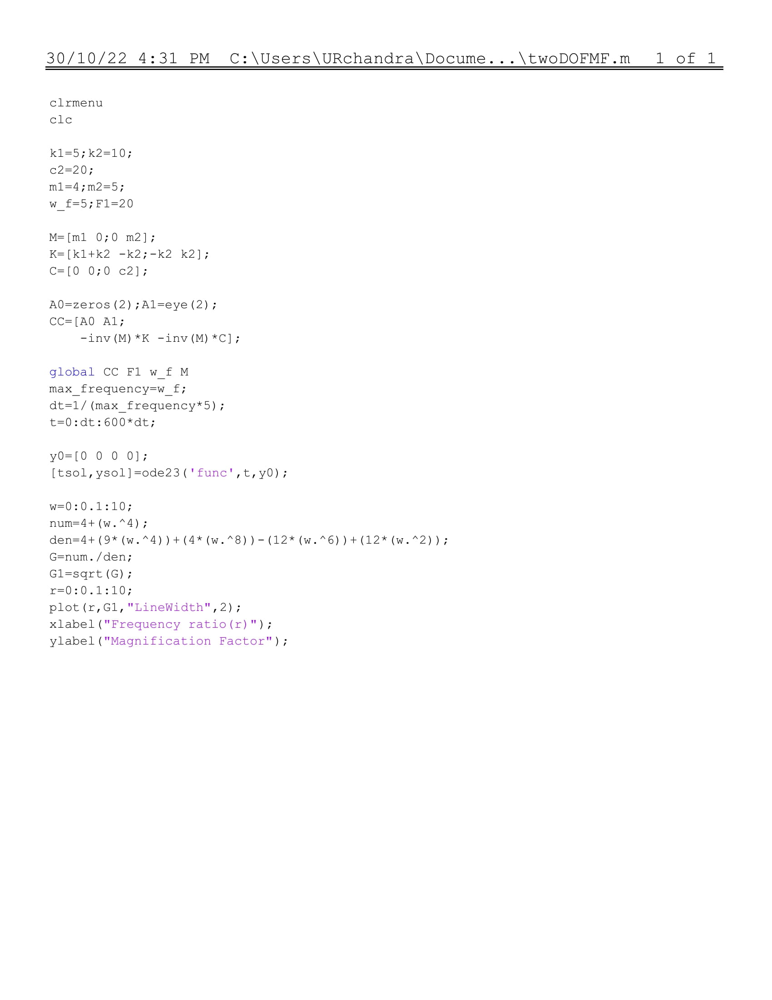 30/10/22 4:31 PM C:\Users\URchandra\Docume...\twoDOFMF.m 1 of 1
clrmenu
clc
k1=5;k2=10;
c2=20;
m1=4;m2=5;
w_f=5;F1=20
M=[m1 0;0 m2];
K=[k1+k2 -k2;-k2 k2];
C=[0 0;0 c2];
A0=zeros(2);A1=eye(2);
CC=[A0 A1;
    -inv(M)*K -inv(M)*C];
global CC F1 w_f M
max_frequency=w_f;
dt=1/(max_frequency*5);
t=0:dt:600*dt;
y0=[0 0 0 0];
[tsol,ysol]=ode23('func',t,y0);
w=0:0.1:10;
num=4+(w.^4);
den=4+(9*(w.^4))+(4*(w.^8))-(12*(w.^6))+(12*(w.^2));
G=num./den;
G1=sqrt(G);
r=0:0.1:10;
plot(r,G1,"LineWidth",2);
xlabel("Frequency ratio(r)");
ylabel("Magnification Factor");